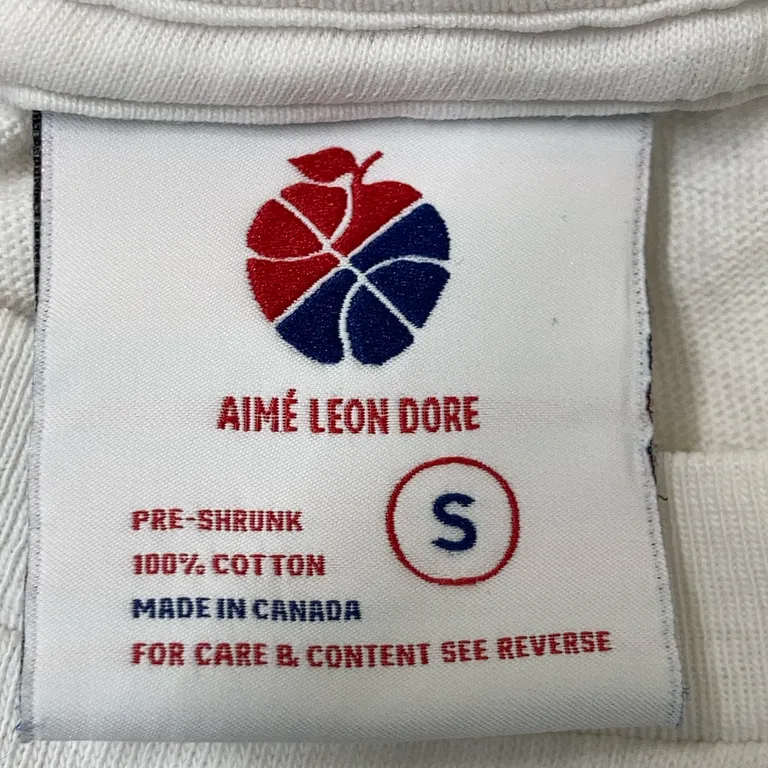 AIMÉ LEON DORE
S
PRE-SHRUNK
100% COTTON
MADE IN CANADA
FOR CARE & CONTENT SEE REVERSE